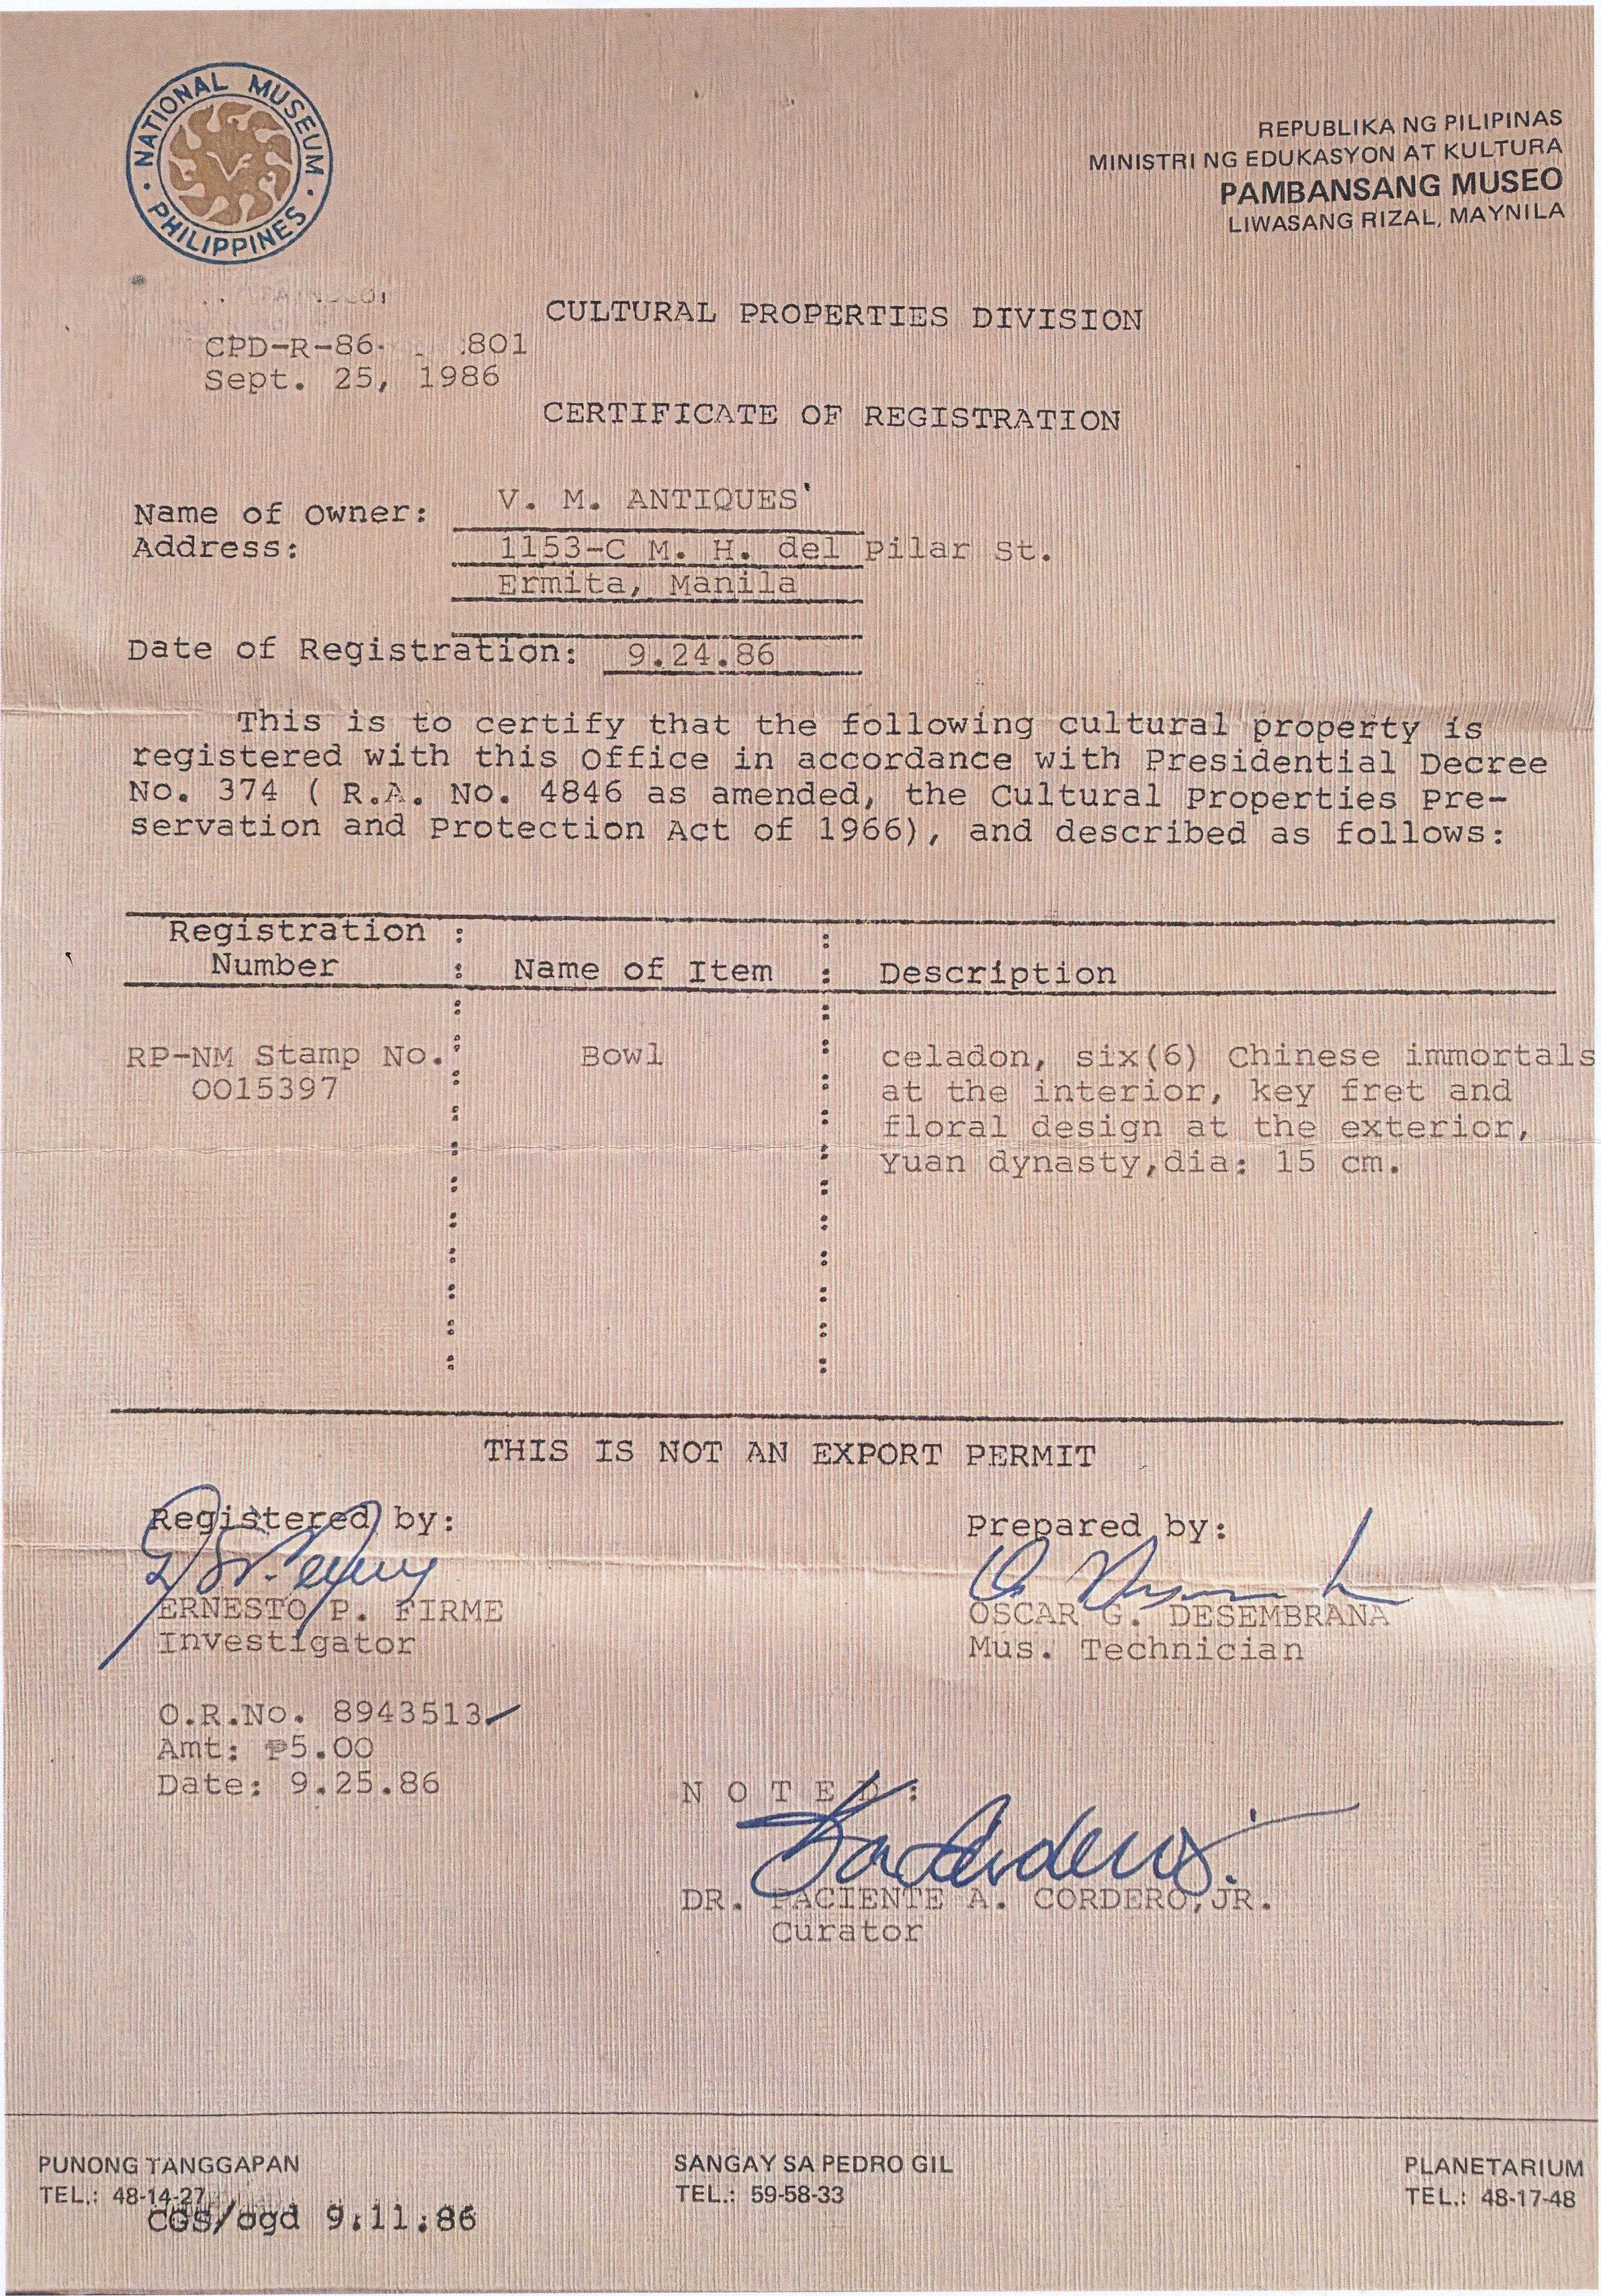 NATIONAL MUSEUM
PHILIPPINES
REPUBLIKA NG PILIPINAS
MINISTRI NG EDUKASYON AT KULTURA
PAMBANSANG MUSEO
LIWASANG RIZAL, MAYNILA
CULTURAL PROPERTIES DIVISION
CPD-R-86- 801
Sept. 25, 1986
CERTIFICATE OF REGISTRATION
Name of Owner: V. M. ANTIQUES
Address: 1153-C M. H. del Pilar St.
Ermita, Manila
Date of Registration: 9.24.86
This is to certify that the following cultural property is
registered with this Office in accordance with Presidential Decree
No. 374 ( R.A. No. 4846 as amended, the Cultural Properties Pre-
servation and Protection Act of 1966), and described as follows:
Registration :
Number : Name of Item : Description
RP-NM Stamp No. Bowl celadon, six(6) Chinese immortals
0015397 at the interior, key fret and
floral design at the exterior,
Yuan dynasty,dia: 15 cm.
THIS IS NOT AN EXPORT PERMIT
Registered by: Prepared by:
ERNESTO P. FIRME OSCAR G. DESEMBRANA
Investigator Mus. Technician
O.R.No. 8943513
Amt: ₱5.00
Date: 9.25.86
N O T E D :
DR. PACIENTE A. CORDERO,JR.
Curator
PUNONG TANGGAPAN SANGAY SA PEDRO GIL PLANETARIUM
TEL.: 48-14-27 TEL.: 59-58-33 TEL.: 48-17-48
CGS/ogd 9.11.86